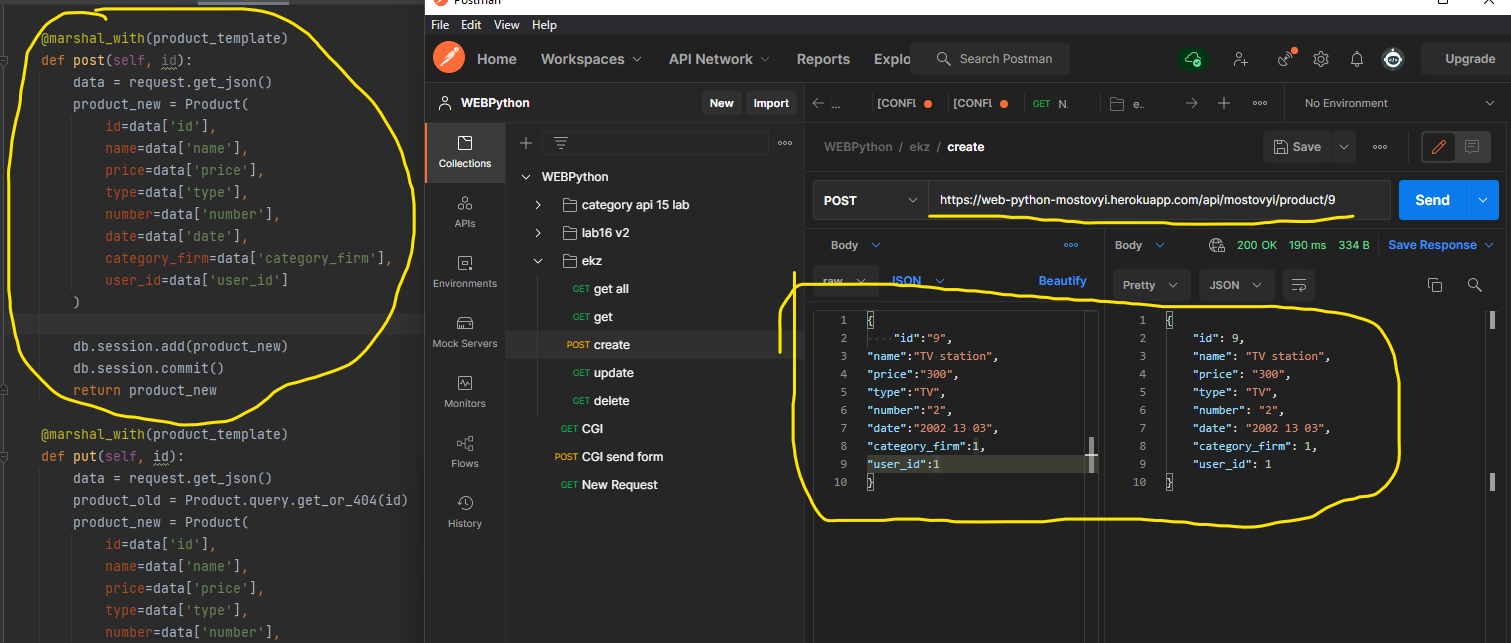 @marshal_with(product_template)
def post(self, id):
data = request.get_json()
product_new = Product(
id=data['id'],
name=data['name'],
price=data['price'],
type=data['type'],
number=data['number'],
date=data['date'],
category_firm=data['category_firm'],
user_id=data['user_id']
)
db.session.add(product_new)
db.session.commit()
return product_new
@marshal_with(product_template)
def put(self, id):
data = request.get_json()
product_old = Product.query.get_or_404(id)
product_new = Product(
id=data['id'],
name=data['name'],
price=data['price'],
type=data['type'],
number=data['number'],
Postman
File Edit View Help
Home Workspaces API Network Reports Explo Search Postman Upgrade
WEBPython New Import
... [CONFL [CONFL GET N. e.. No Environment
Collections
APIs
Environments
Mock Servers
Monitors
Flows
History
WEBPython
category api 15 lab
lab16 v2
ekz
GET get all
GET get
POST create
GET update
GET delete
GET CGI
POST CGI send form
GET New Request
WEBPython / ekz / create Save
POST https://web-python-mostovyi.herokuapp.com/api/mostovyi/product/9 Send
Body
raw JSON Beautify
1 {
2 "id":"9",
3 "name":"TV station",
4 "price":"300",
5 "type":"TV",
6 "number":"2",
7 "date":"2002 13 03",
8 "category_firm":1,
9 "user_id":1
10 }
Body 200 OK 190 ms 334 B Save Response
Pretty JSON
1 {
2 "id": 9,
3 "name": "TV station",
4 "price": "300",
5 "type": "TV",
6 "number": "2",
7 "date": "2002 13 03",
8 "category_firm": 1,
9 "user_id": 1
10 }